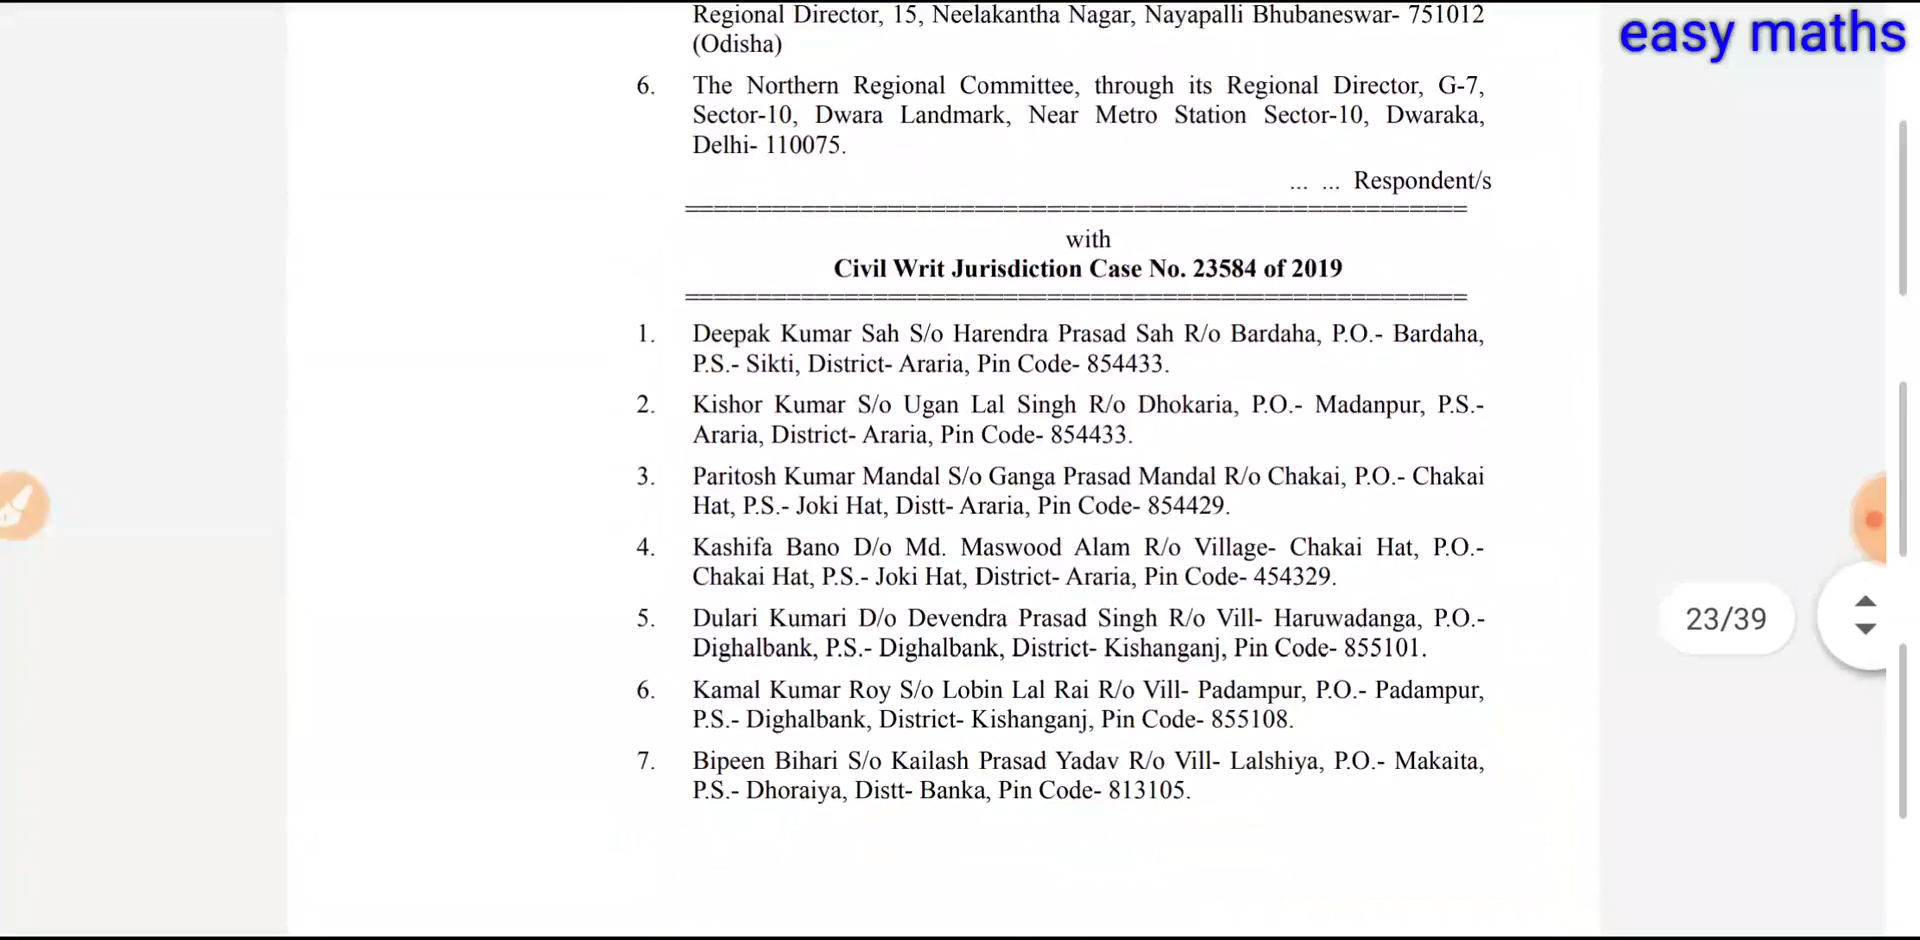 Regional Director, 15, Neelakantha Nagar, Nayapalli Bhubaneswar- 751012
(Odisha)
easy maths
6. The Northern Regional Committee, through its Regional Director, G-7,
Sector-10, Dwara Landmark, Near Metro Station Sector-10, Dwaraka,
Delhi- 110075.
... ... Respondent/s
======================================================
with
Civil Writ Jurisdiction Case No. 23584 of 2019
======================================================
1. Deepak Kumar Sah S/o Harendra Prasad Sah R/o Bardaha, P.O.- Bardaha,
P.S.- Sikti, District- Araria, Pin Code- 854433.
2. Kishor Kumar S/o Ugan Lal Singh R/o Dhokaria, P.O.- Madanpur, P.S.-
Araria, District- Araria, Pin Code- 854433.
3. Paritosh Kumar Mandal S/o Ganga Prasad Mandal R/o Chakai, P.O.- Chakai
Hat, P.S.- Joki Hat, Distt- Araria, Pin Code- 854429.
4. Kashifa Bano D/o Md. Maswood Alam R/o Village- Chakai Hat, P.O.-
Chakai Hat, P.S.- Joki Hat, District- Araria, Pin Code- 454329.
5. Dulari Kumari D/o Devendra Prasad Singh R/o Vill- Haruwadanga, P.O.-
Dighalbank, P.S.- Dighalbank, District- Kishanganj, Pin Code- 855101.
23/39
6. Kamal Kumar Roy S/o Lobin Lal Rai R/o Vill- Padampur, P.O.- Padampur,
P.S.- Dighalbank, District- Kishanganj, Pin Code- 855108.
7. Bipeen Bihari S/o Kailash Prasad Yadav R/o Vill- Lalshiya, P.O.- Makaita,
P.S.- Dhoraiya, Distt- Banka, Pin Code- 813105.